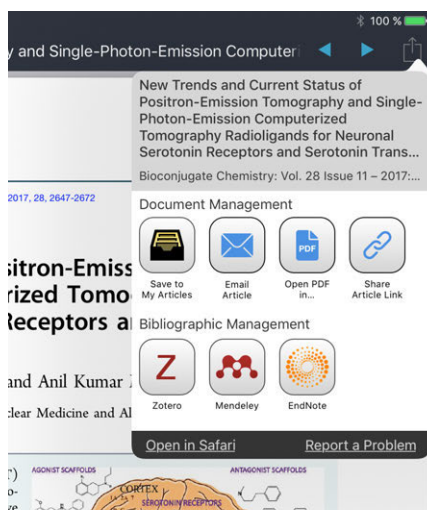 100 %
y and Single-Photon-Emission Computeri
New Trends and Current Status of
Positron-Emission Tomography and Single-
Photon-Emission Computerized
Tomography Radioligands for Neuronal
Serotonin Receptors and Serotonin Trans...
Bioconjugate Chemistry: Vol. 28 Issue 11 – 2017:...
2017, 28, 2647-2672
Document Management
PDF
Save to
My Articles
Email
Article
Open PDF
in...
Share
Article Link
sitron-Emiss
rized Tomo
Receptors a
Bibliographic Management
Z
Zotero
Mendeley
EndNote
and Anil Kumar
clear Medicine and Al
Open in Safari
Report a Problem
AGONIST SCAFFOLDS
ANTAGONIST SCAFFOLDS
CORTEX
SEROTONIN RECEPTORS